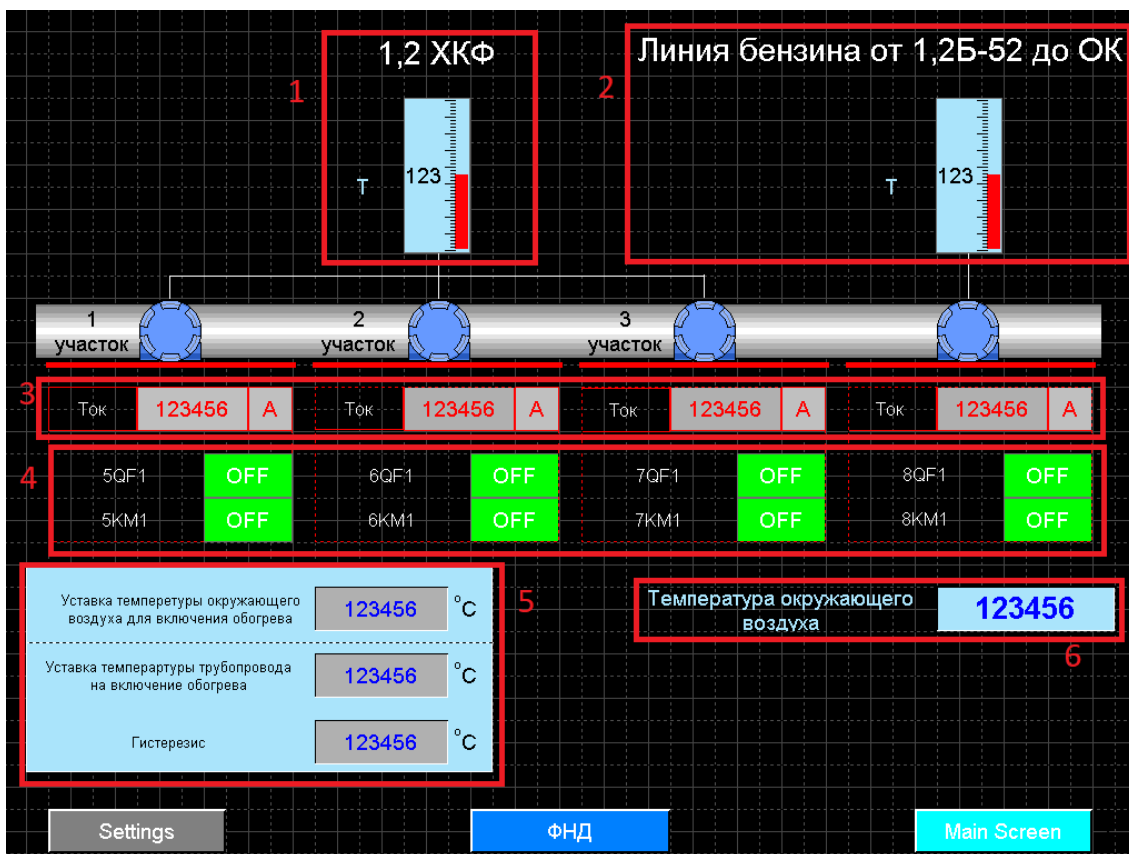 1,2 ХКФ
Линия бензина от 1,2Б-52 до ОК
1
2
T
123
T
123
1
участок
2
участок
3
участок
3
Ток 123456 A
Ток 123456 A
Ток 123456 A
Ток 123456 A
4
5QF1 OFF
6QF1 OFF
7QF1 OFF
8QF1 OFF
5KM1 OFF
6KM1 OFF
7KM1 OFF
8KM1 OFF
Уставка темперетуры окружающего
воздуха для включения обогрева
123456 °C
5
Температура окружающего
воздуха
123456
6
Уставка темперартуры трубопровода
на включение обогрева
123456 °C
Гистерезис
123456 °C
Settings
ФНД
Main Screen